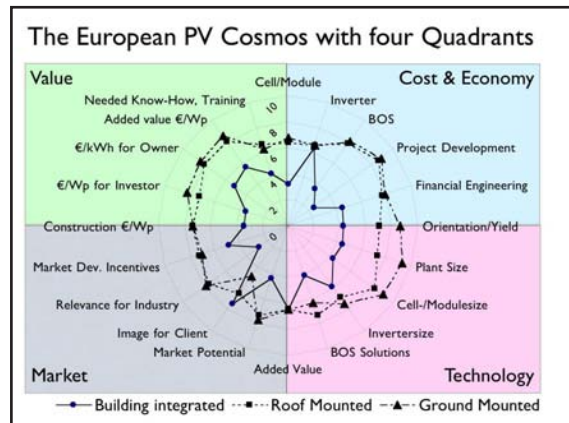 The European PV Cosmos with four Quadrants
Value
Cost & Economy
Cell/Module
Needed Know-How, Training
Inverter
Added value €/Wp
BOS
€/kWh for Owner
Project Development
€/Wp for Investor
Financial Engineering
Construction €/Wp
Orientation/Yield
Market Dev. Incentives
Plant Size
Relevance for Industry
Cell-/Modulesize
Image for Client
Invertersize
Market Potential
BOS Solutions
Added Value
10
8
6
4
2
0
Market
Technology
Building integrated
Roof Mounted
Ground Mounted